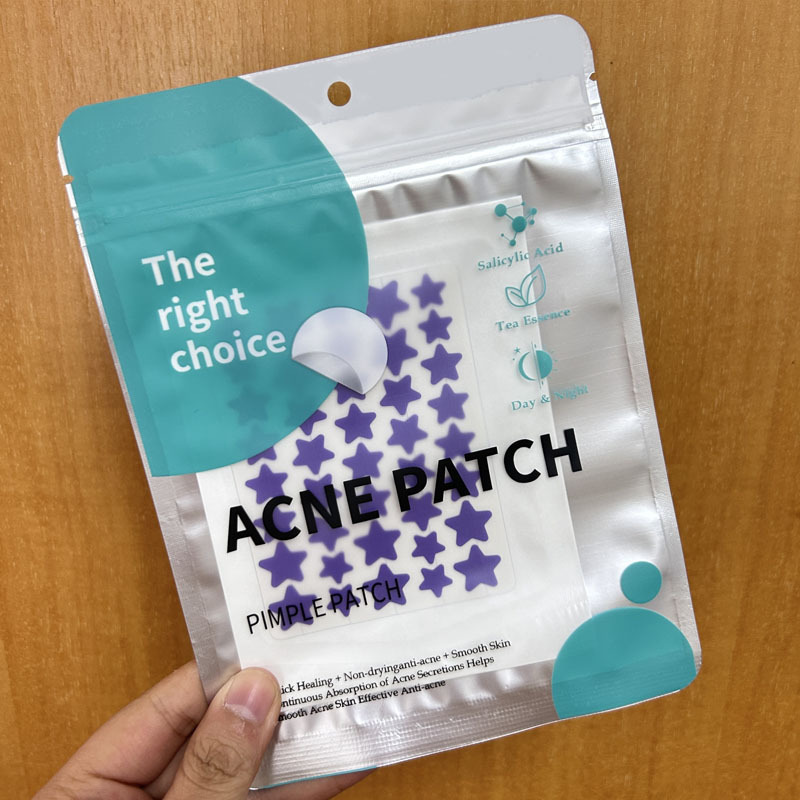 The
right
choice
Salicylic Acid
Tea Essence
Day & Night
ACNE PATCH
PIMPLE PATCH
Healing + Non-dryinganti-acne + Smooth Skin
of Acne Secretions Helps
Acne Skin Effective Anti-acne